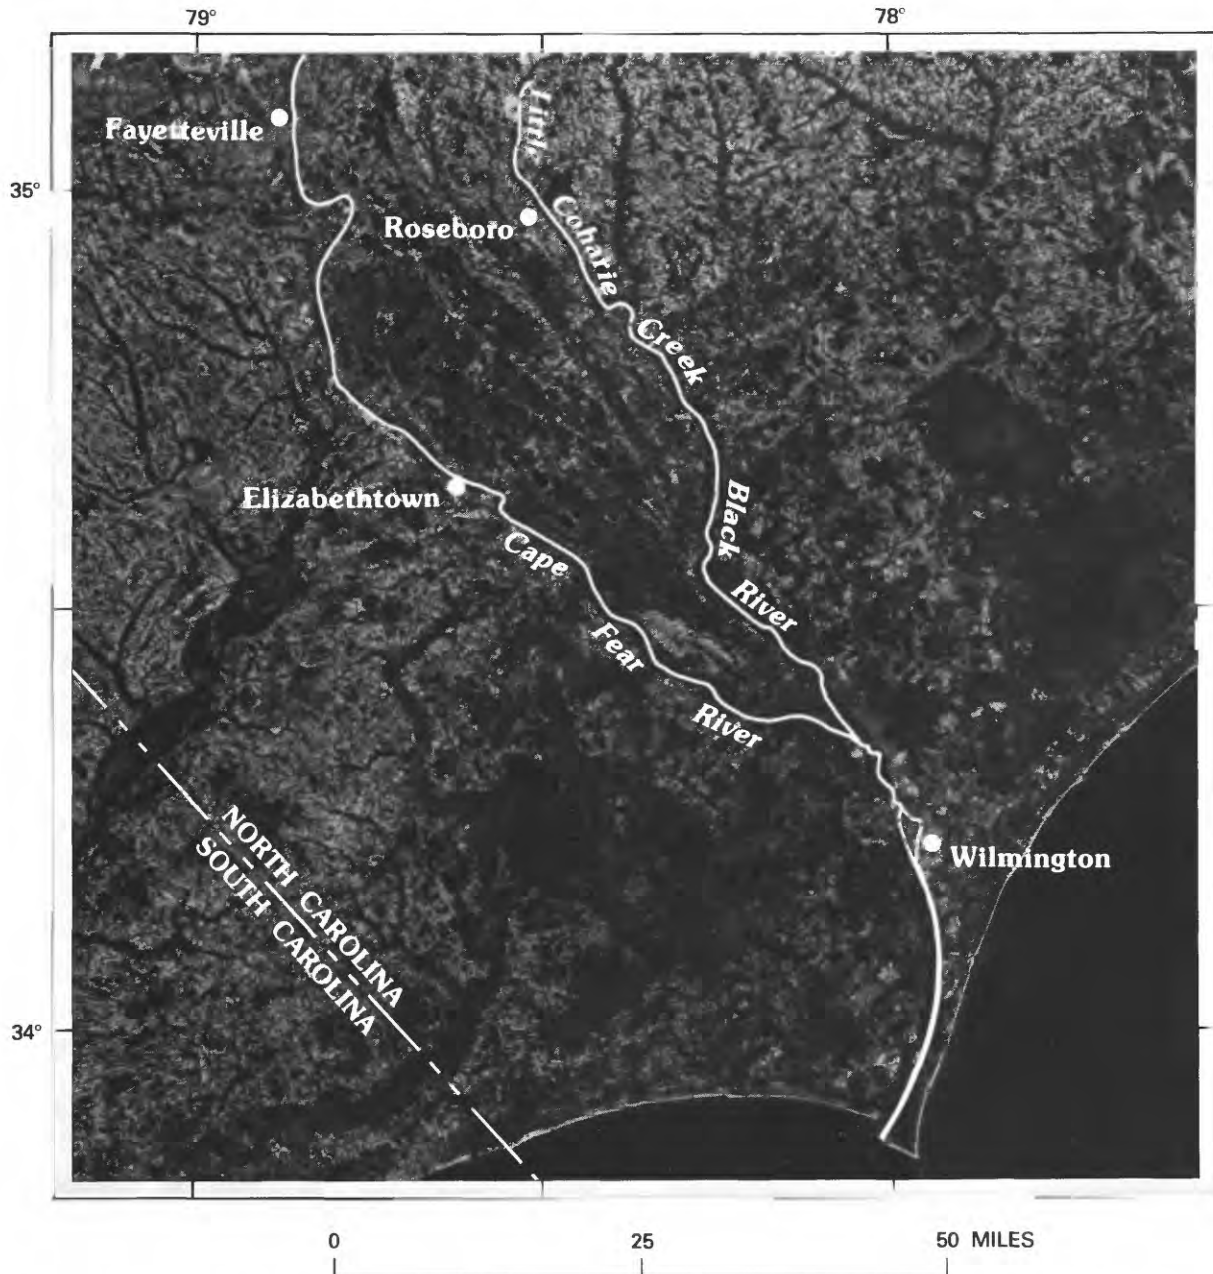 79° 78°
Fayetteville
35°
Little
Coharie
Creek
Roseboro
Black
River
Elizabethtown
Cape
Fear
River
Wilmington
NORTH CAROLINA
SOUTH CAROLINA
34°
0 25 50 MILES